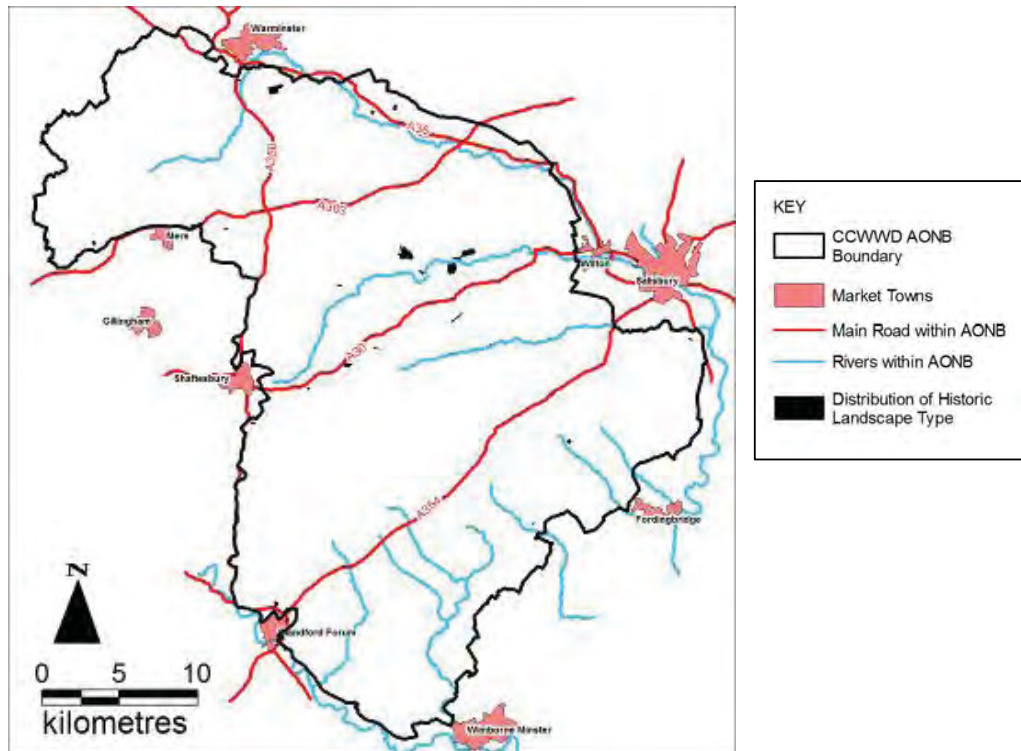 Warminster
A36
A350
A303
Mere
Wilton
Salisbury
Gillingham
A30
Shaftesbury
A354
Fordingbridge
N
landford Forum
0 5 10
kilometres
Wimborne Minster
KEY
CCWWD AONB
Boundary
Market Towns
Main Road within AONB
Rivers within AONB
Distribution of Historic
Landscape Type